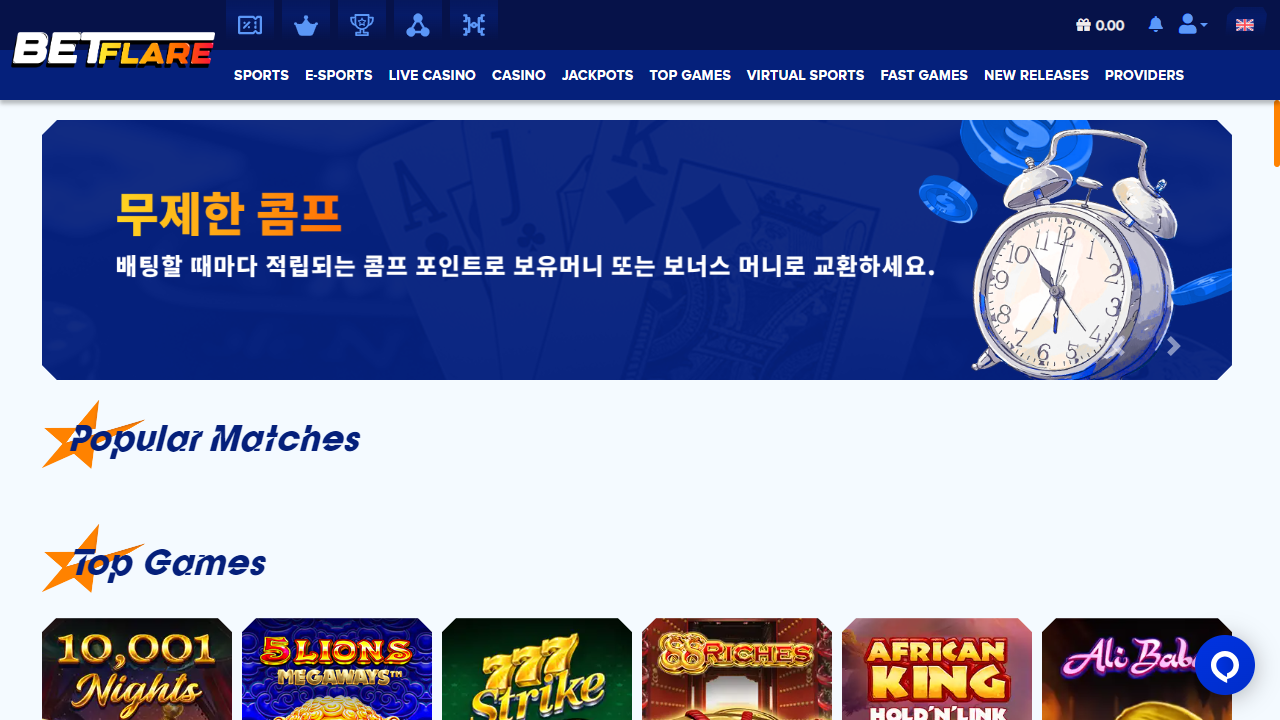 BETFLARE
0.00
SPORTS E-SPORTS LIVE CASINO CASINO JACKPOTS TOP GAMES VIRTUAL SPORTS FAST GAMES NEW RELEASES PROVIDERS
무제한 콤프
배팅할 때마다 적립되는 콤프 포인트로 보유머니 또는 보너스 머니로 교환하세요.
Popular Matches
Top Games
10,001 Nights
5 LIONS MEGAWAYS™
777 Strike
88 RICHES
AFRICAN KING HOLD'N'LINK
Ali Baba